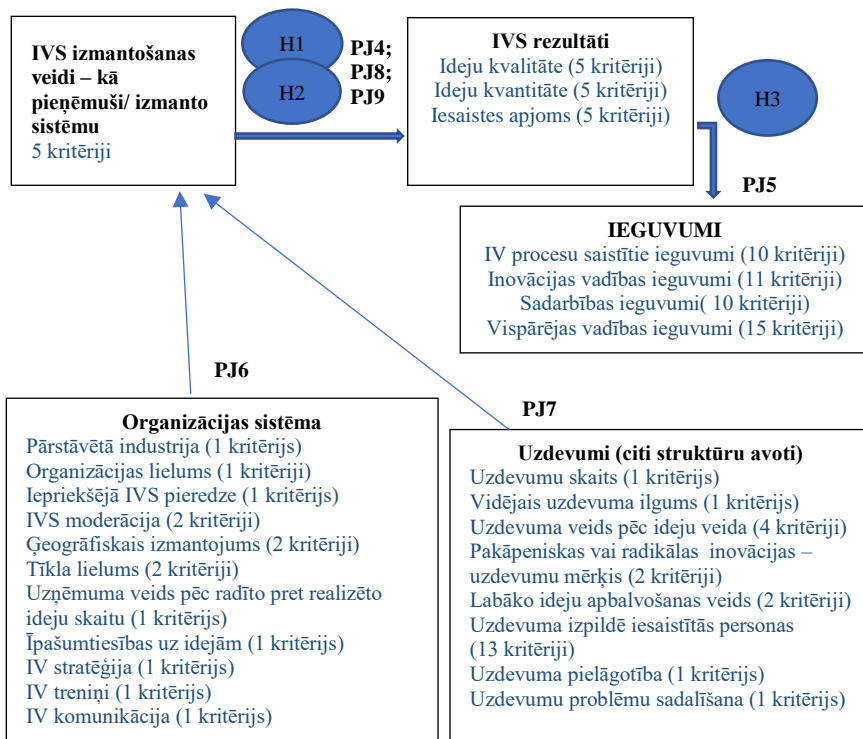 IVS izmantošanas
veidi – kā
pieņēmuši/ izmanto
sistēmu
5 kritēriji
H1
H2
PJ4;
PJ8;
PJ9
IVS rezultāti
Ideju kvalitāte (5 kritēriji)
Ideju kvantitāte (5 kritēriji)
Iesaistes apjoms (5 kritēriji)
H3
PJ5
IEGUVUMI
IV procesu saistītie ieguvumi (10 kritēriji)
Inovācijas vadības ieguvumi (11 kritēriji)
Sadarbības ieguvumi( 10 kritēriji)
Vispārējas vadības ieguvumi (15 kritēriji)
PJ6
Organizācijas sistēma
Pārstāvētā industrija (1 kritērijs)
Organizācijas lielums (1 kritēriji)
Iepriekšējā IVS pieredze (1 kritērijs)
IVS moderācija (2 kritēriji)
Ģeogrāfiskais izmantojums (2 kritēriji)
Tīkla lielums (2 kritēriji)
Uzņēmuma veids pēc radīto pret realizēto
ideju skaitu (1 kritērijs)
Īpašumtiesības uz idejām (1 kritērijs)
IV stratēģija (1 kritērijs)
IV treniņi (1 kritērijs)
IV komunikācija (1 kritērijs)
PJ7
Uzdevumi (citi struktūru avoti)
Uzdevumu skaits (1 kritērijs)
Vidējais uzdevuma ilgums (1 kritērijs)
Uzdevuma veids pēc ideju veida (4 kritēriji)
Pakāpeniskas vai radikālas inovācijas –
uzdevumu mērķis (2 kritēriji)
Labāko ideju apbalvošanas veids (2 kritēriji)
Uzdevuma izpildē iesaistītās personas
(13 kritēriji)
Uzdevuma pielāgotība (1 kritērijs)
Uzdevumu problēmu sadalīšana (1 kritērijs)